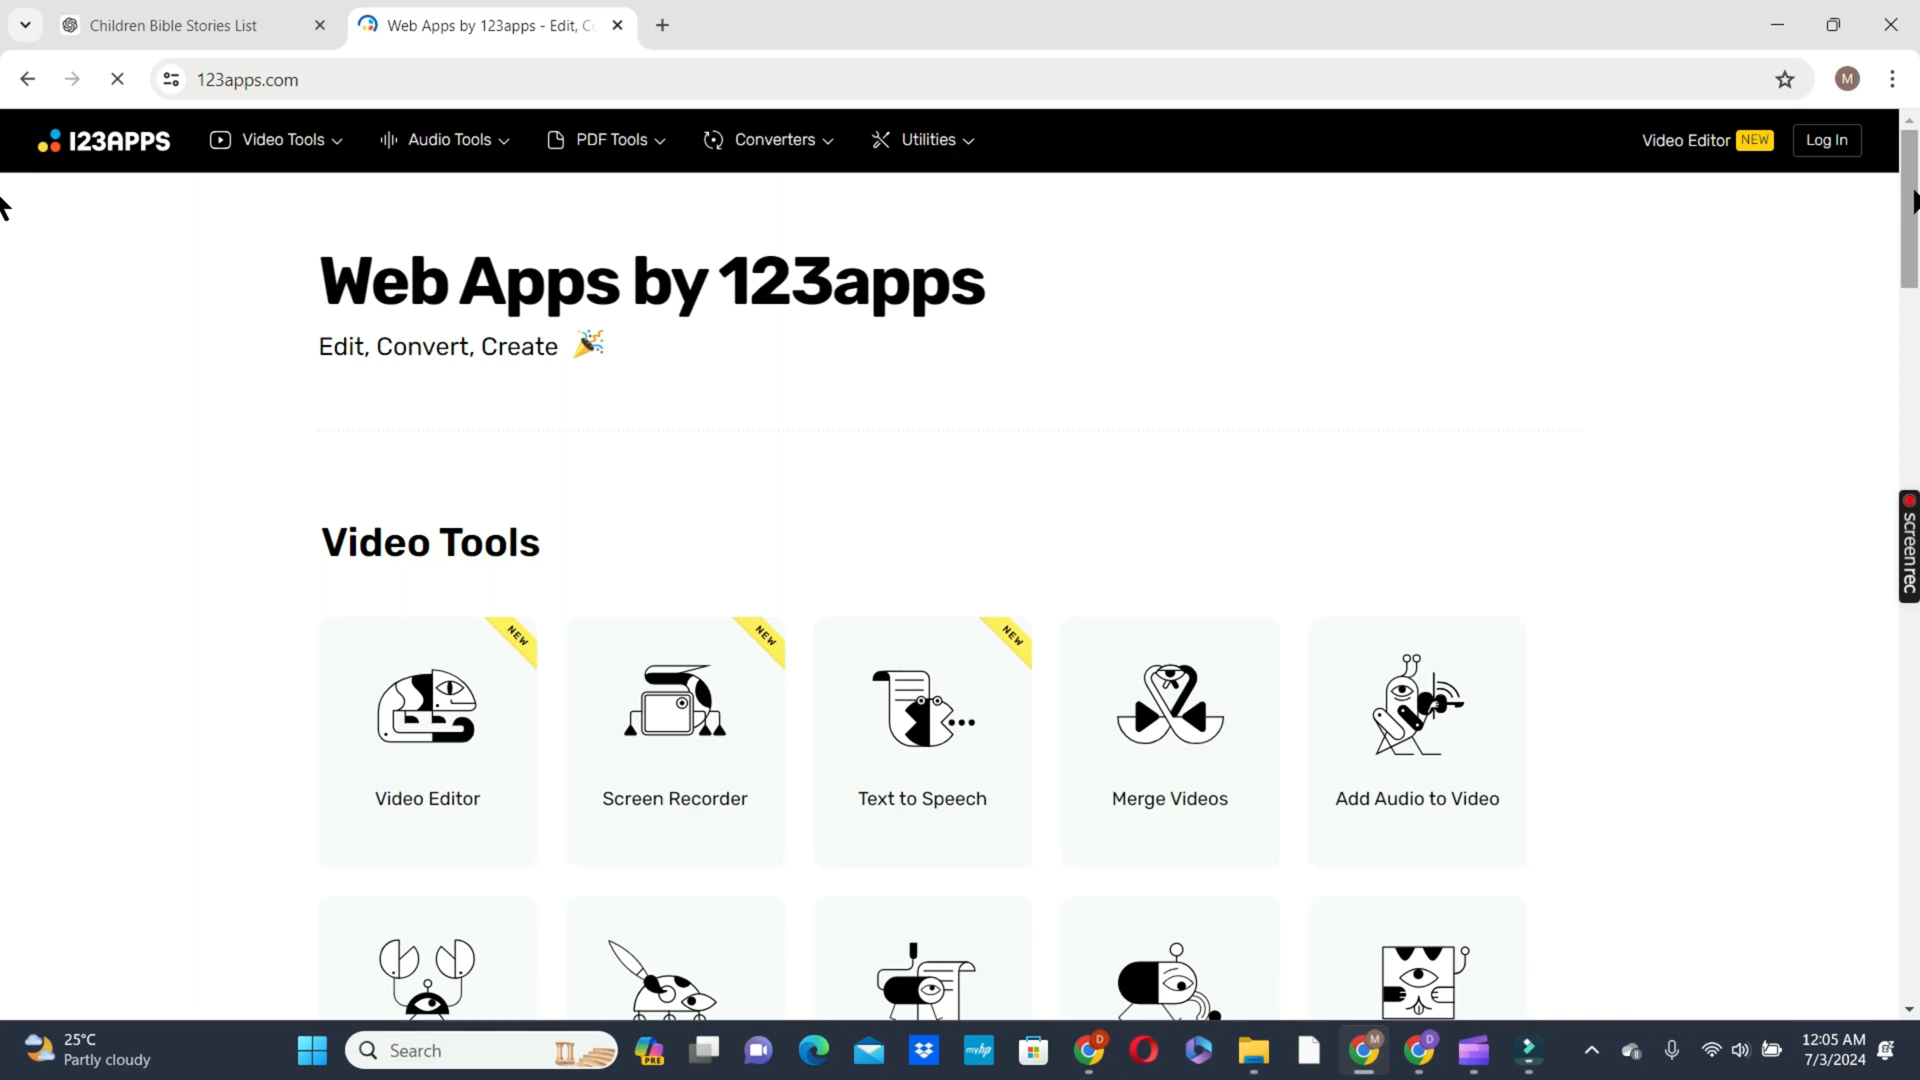 Children Bible Stories List
Web Apps by 123apps - Edit, C
123apps.com
M
123APPS
Video Tools
Audio Tools
PDF Tools
Converters
Utilities
Video Editor NEW
Log In
Web Apps by 123apps
Edit, Convert, Create
Video Tools
NEW
NEW
NEW
Video Editor
Screen Recorder
Text to Speech
Merge Videos
Add Audio to Video
screenrec
25°C
Partly cloudy
Search
PRE
myhp
D
M
D
12:05 AM
7/3/2024